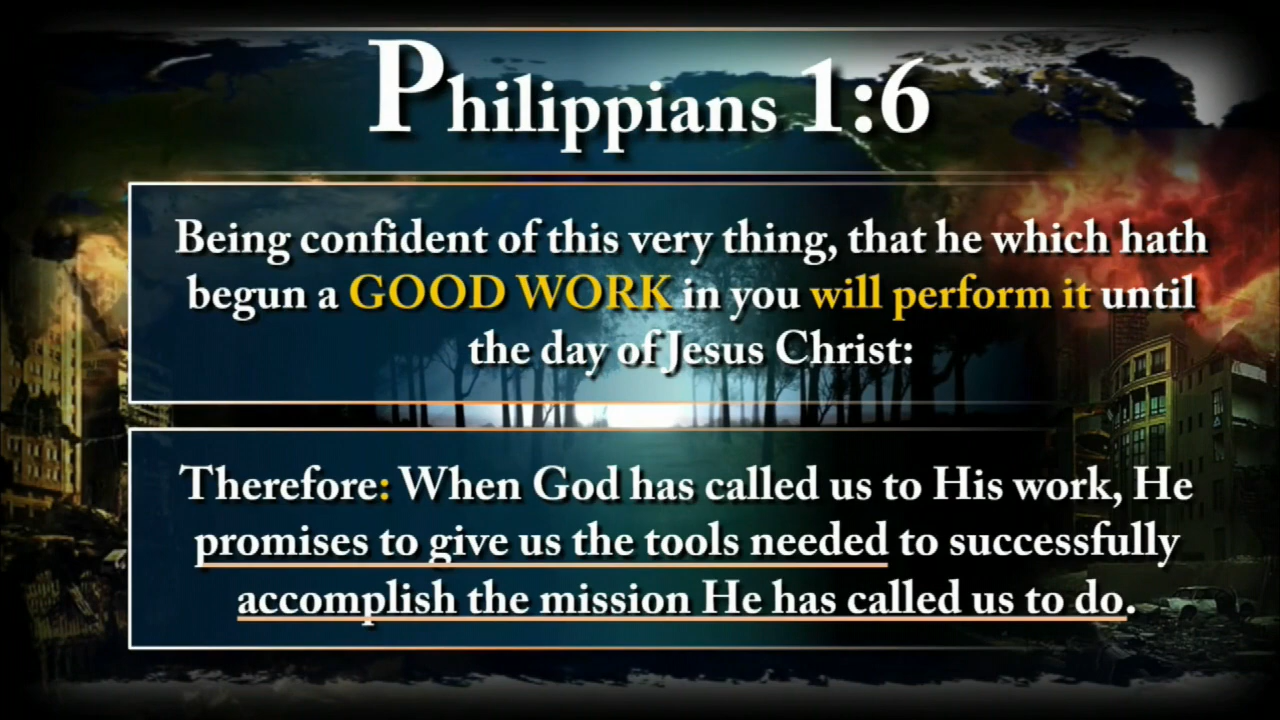 Philippians 1:6
Being confident of this very thing, that he which hath
begun a GOOD WORK in you will perform it until
the day of Jesus Christ:
Therefore: When God has called us to His work, He
promises to give us the tools needed to successfully
accomplish the mission He has called us to do.